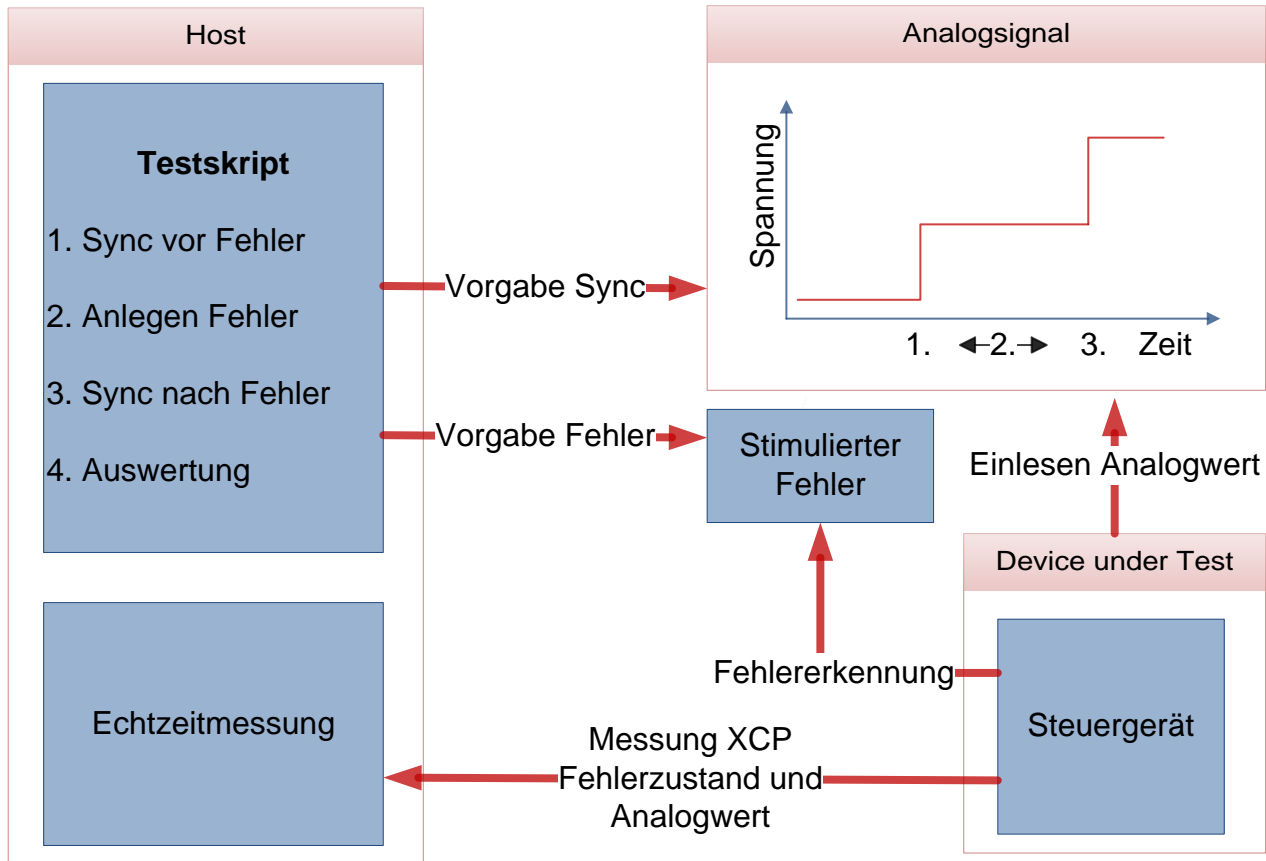 Host
Testskript
1. Sync vor Fehler
2. Anlegen Fehler
3. Sync nach Fehler
4. Auswertung
Echtzeitmessung
Vorgabe Sync
Vorgabe Fehler
Analogsignal
Spannung
1.
2.
3.
Zeit
Stimulierter
Fehler
Einlesen Analogwert
Device under Test
Steuergerät
Fehlererkennung
Messung XCP
Fehlerzustand und
Analogwert